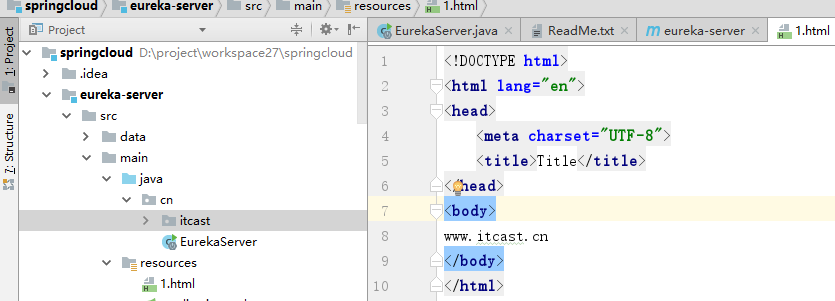 springcloud eureka-server src main resources 1.html
Project
EurekaServer.java ReadMe.txt eureka-server 1.html
1: Project
7: Structure
springcloud D:\project\workspace27\springcloud
.idea
eureka-server
src
data
main
java
cn
itcast
EurekaServer
resources
1.html
1 <!DOCTYPE html>
2 <html lang="en">
3 <head>
4 <meta charset="UTF-8">
5 <title>Title</title>
6 </head>
7 <body>
8 www.itcast.cn
9 </body>
10 </html>